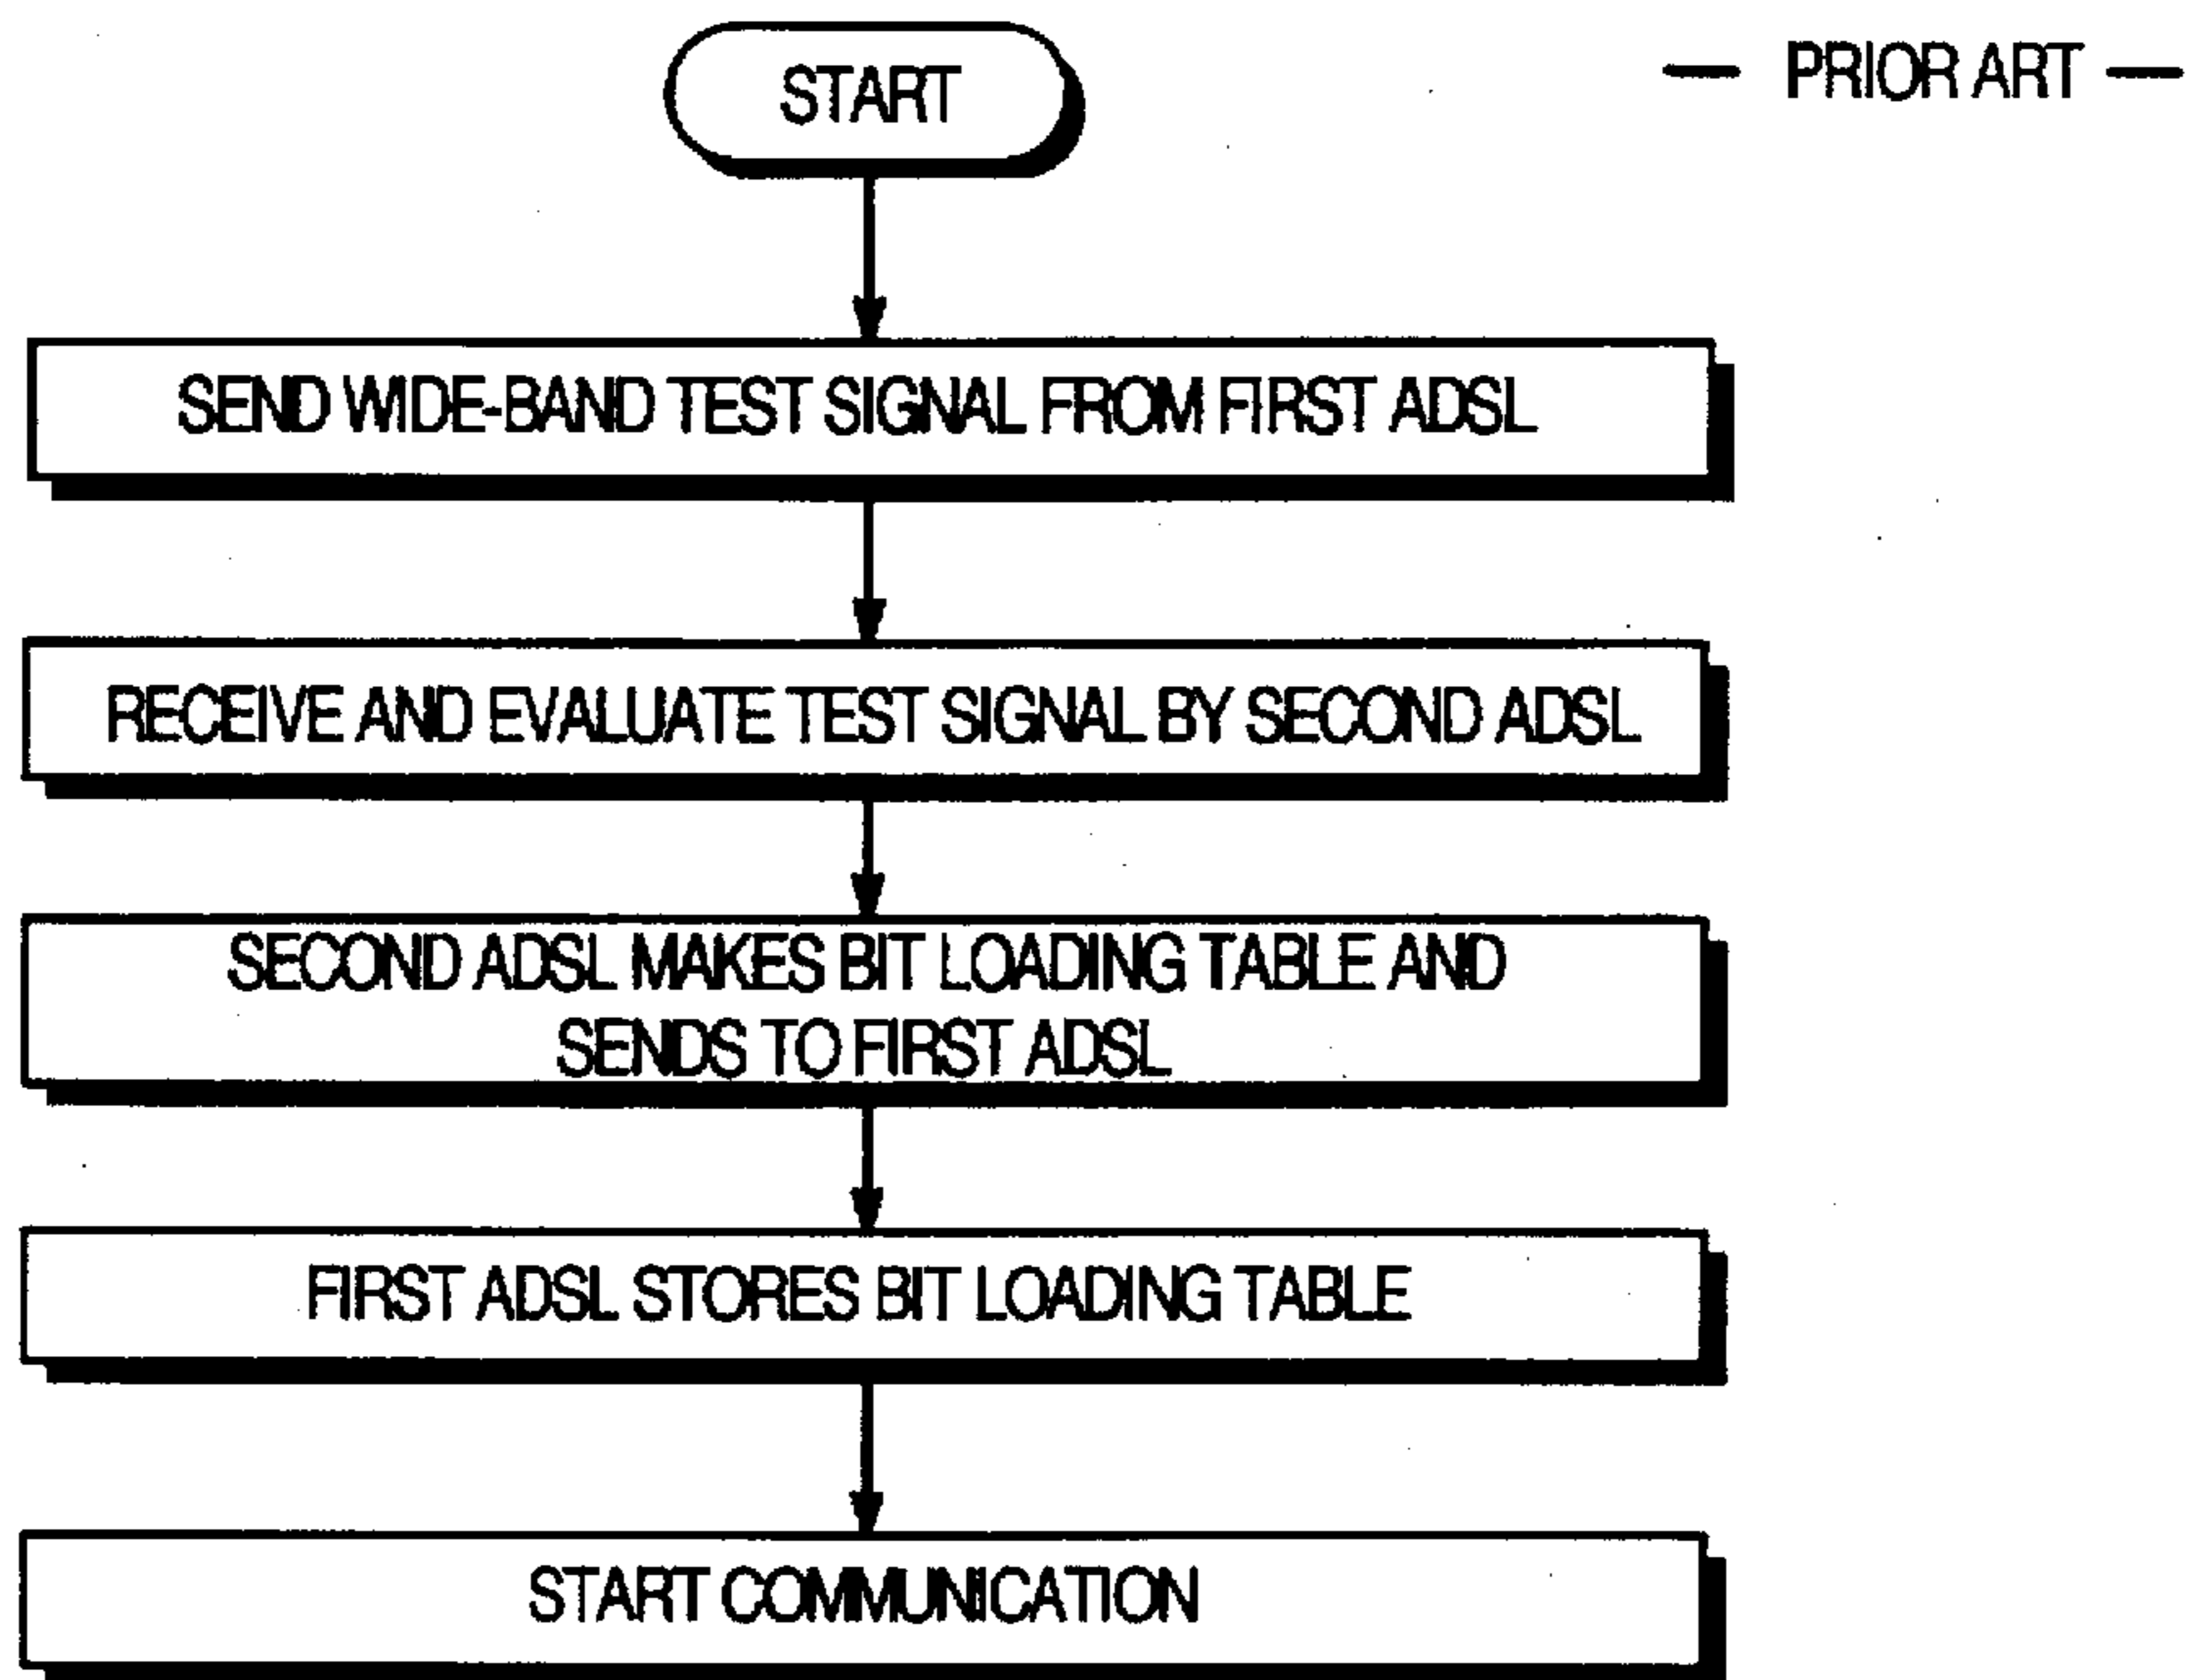 START
— PRIOR ART —
SEND WIDE-BAND TEST SIGNAL FROM FIRST ADSL
RECEIVE AND EVALUATE TEST SIGNAL BY SECOND ADSL
SECOND ADSL MAKES BIT LOADING TABLE AND
SENDS TO FIRST ADSL
FIRST ADSL STORES BIT LOADING TABLE
START COMMUNICATION